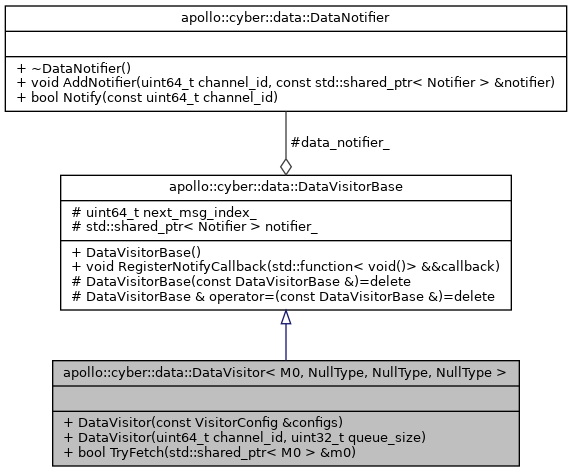 apollo::cyber::data::DataNotifier
+ ~DataNotifier()
+ void AddNotifier(uint64_t channel_id, const std::shared_ptr< Notifier > &notifier)
+ bool Notify(const uint64_t channel_id)
#data_notifier_
apollo::cyber::data::DataVisitorBase
# uint64_t next_msg_index_
# std::shared_ptr< Notifier > notifier_
+ DataVisitorBase()
+ void RegisterNotifyCallback(std::function< void()> &&callback)
# DataVisitorBase(const DataVisitorBase &)=delete
# DataVisitorBase & operator=(const DataVisitorBase &)=delete
apollo::cyber::data::DataVisitor< M0, NullType, NullType, NullType >
+ DataVisitor(const VisitorConfig &configs)
+ DataVisitor(uint64_t channel_id, uint32_t queue_size)
+ bool TryFetch(std::shared_ptr< M0 > &m0)